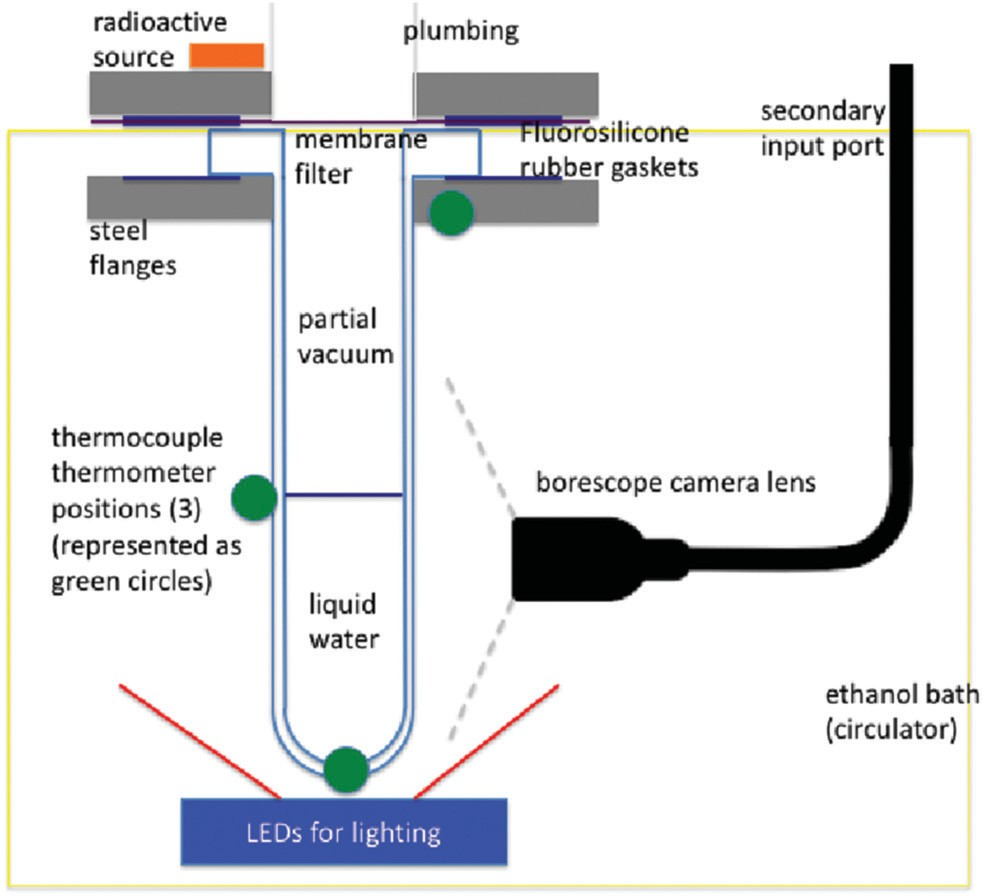 radioactive
source
plumbing
secondary
input port
membrane
filter
Fluorosilicone
rubber gaskets
steel
flanges
partial
vacuum
thermocouple
thermometer
positions (3)
(represented as
green circles)
borescope camera lens
liquid
water
ethanol bath
(circulator)
LEDs for lighting